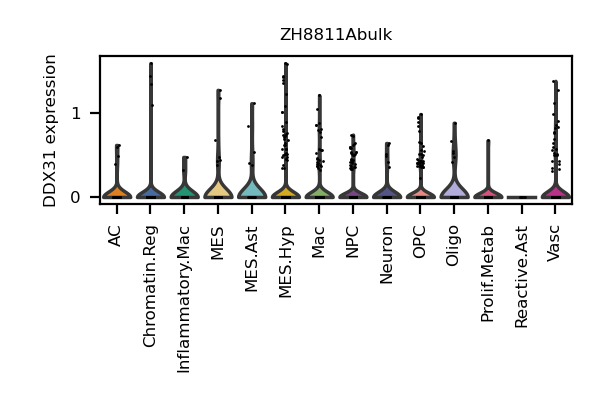 ZH8811Abulk
DDX31 expression
1
0
AC
Chromatin.Reg
Inflammatory.Mac
MES
MES.Ast
MES.Hyp
Mac
NPC
Neuron
OPC
Oligo
Prolif.Metab
Reactive.Ast
Vasc